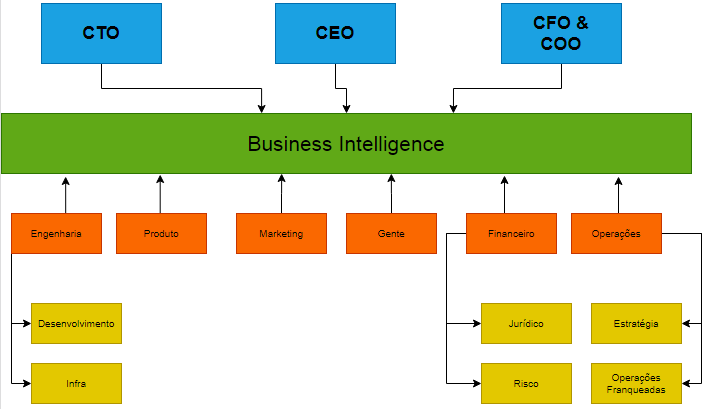 CTO
CEO
CFO &
COO
Business Intelligence
Engenharia
Produto
Marketing
Gente
Financeiro
Operações
Desenvolvimento
Jurídico
Estratégia
Infra
Risco
Operações
Franqueadas